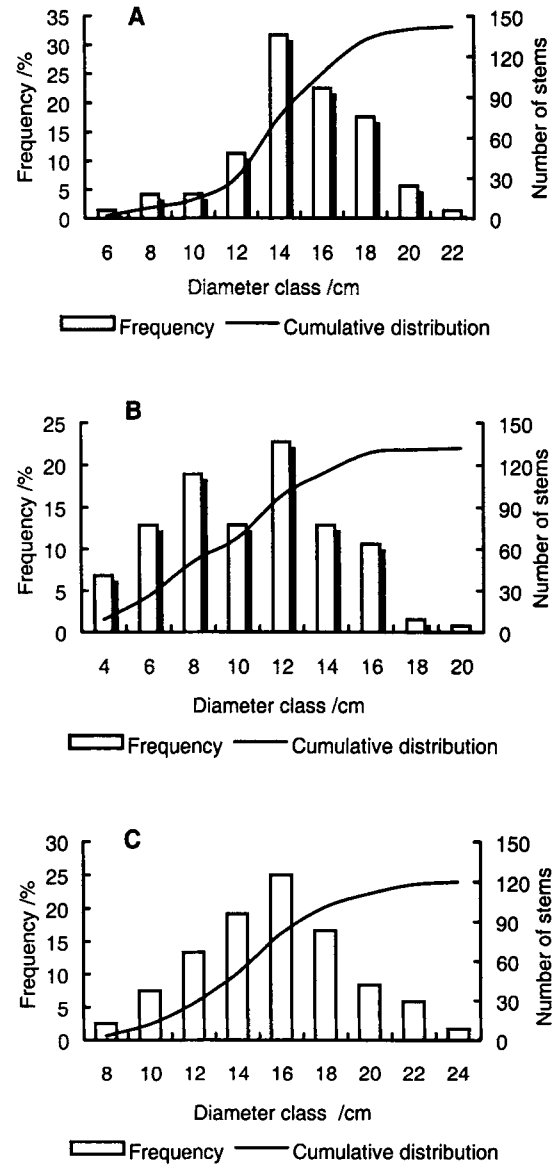 A
35
30
25
20
15
10
5
0
Frequency /%
150
120
90
60
30
0
Number of stems
6 8 10 12 14 16 18 20 22
Diameter class /cm
Frequency Cumulative distribution
B
25
20
15
10
5
0
Frequency /%
150
120
90
60
30
0
Number of stems
4 6 8 10 12 14 16 18 20
Diameter class /cm
Frequency Cumulative distribution
C
30
25
20
15
10
5
0
Frequency /%
150
120
90
60
30
0
Number of stems
8 10 12 14 16 18 20 22 24
Diameter class /cm
Frequency Cumulative distribution